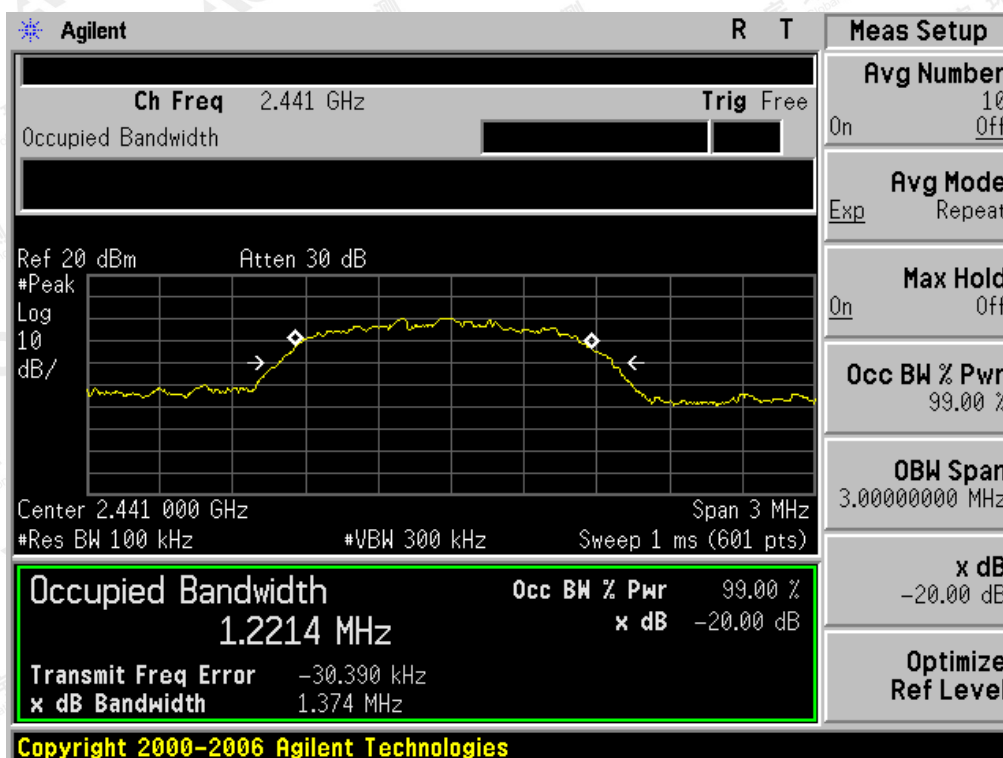 Agilent R T
Ch Freq 2.441 GHz Trig Free
Occupied Bandwidth
Ref 20 dBm Atten 30 dB
#Peak
Log
10
dB/
Center 2.441 000 GHz Span 3 MHz
#Res BW 100 kHz #VBW 300 kHz Sweep 1 ms (601 pts)
Occupied Bandwidth Occ BW % Pwr 99.00 %
1.2214 MHz x dB -20.00 dB
Transmit Freq Error -30.390 kHz
x dB Bandwidth 1.374 MHz
Copyright 2000-2006 Agilent Technologies
Meas Setup
Avg Number
10
On Off
Avg Mode
Exp Repeat
Max Hold
On Off
Occ BW % Pwr
99.00 %
OBW Span
3.00000000 MHz
x dB
-20.00 dB
Optimize
Ref Level